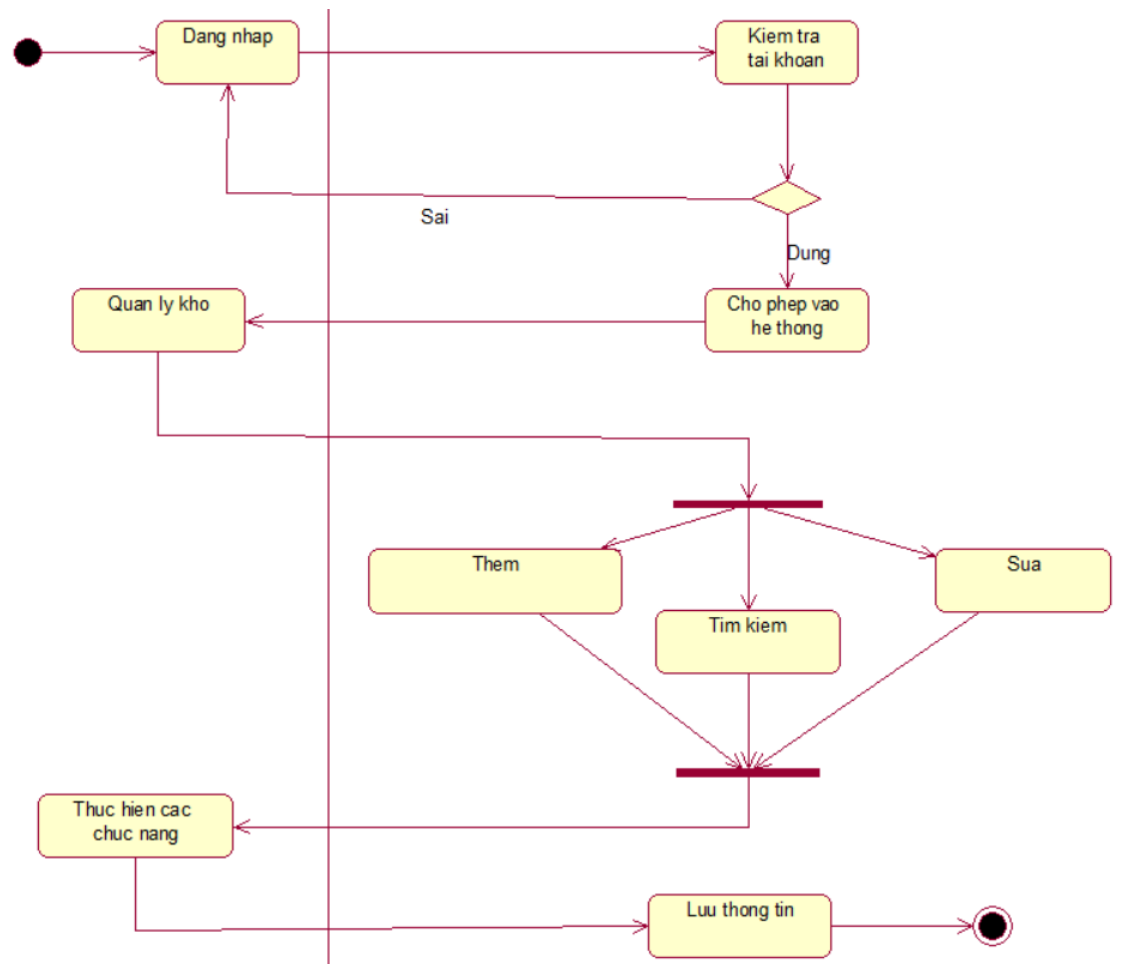 Dang nhap
Kiem tra
tai khoan
Sai
Dung
Quan ly kho
Cho phep vao
he thong
Them
Sua
Tim kiem
Thuc hien cac
chuc nang
Luu thong tin